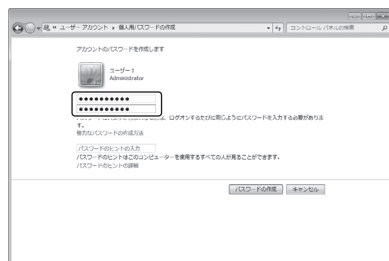 « ユーザー アカウント ▸ 個人用パスワードの作成
コントロール パネルの検索
アカウントのパスワードを作成します
ユーザー 1
Administrator
●●●●●●●●●●
●●●●●●●●●●
ログオンするたびに同じようにパスワードを入力する必要がありま
す。
強力なパスワードの作成方法
パスワードのヒントの入力
パスワードのヒントはこのコンピューターを使用するすべての人が見ることができます。
パスワードのヒントの詳細
パスワードの作成
キャンセル